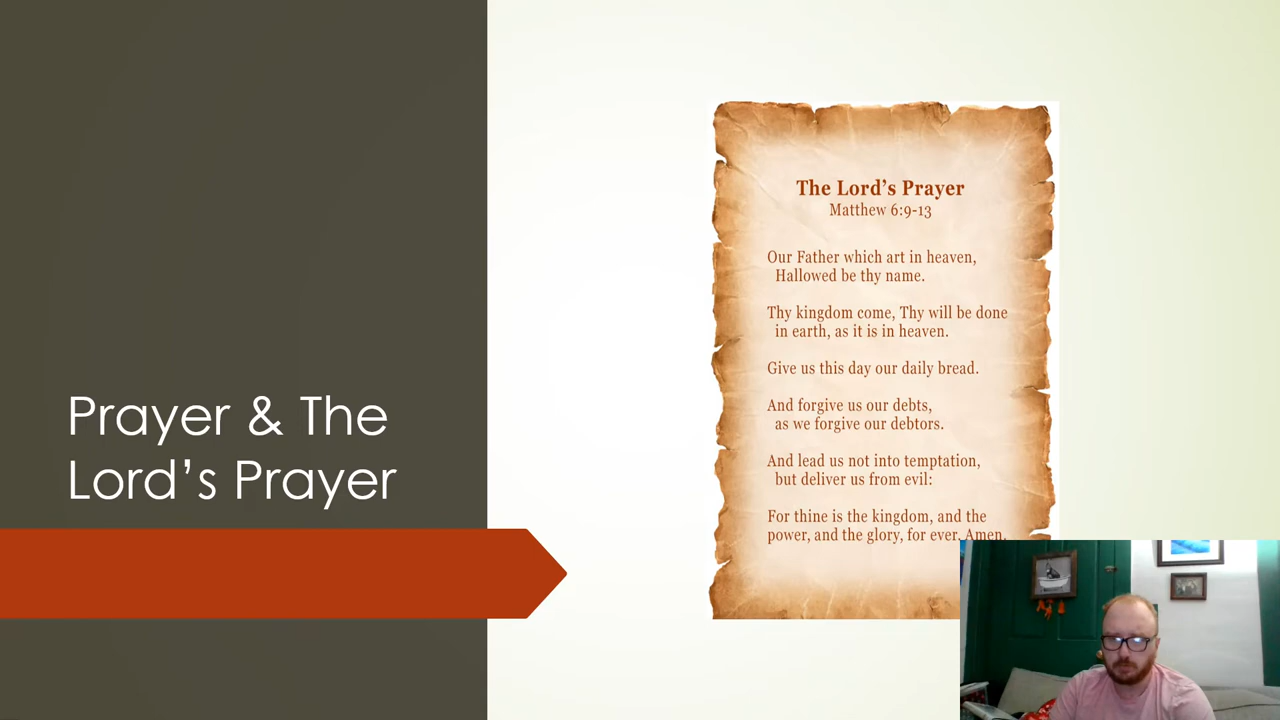 Prayer & The
Lord’s Prayer
The Lord’s Prayer
Matthew 6:9-13
Our Father which art in heaven,
Hallowed be thy name.
Thy kingdom come, Thy will be done
in earth, as it is in heaven.
Give us this day our daily bread.
And forgive us our debts,
as we forgive our debtors.
And lead us not into temptation,
but deliver us from evil:
For thine is the kingdom, and the
power, and the glory, for ever. Amen.